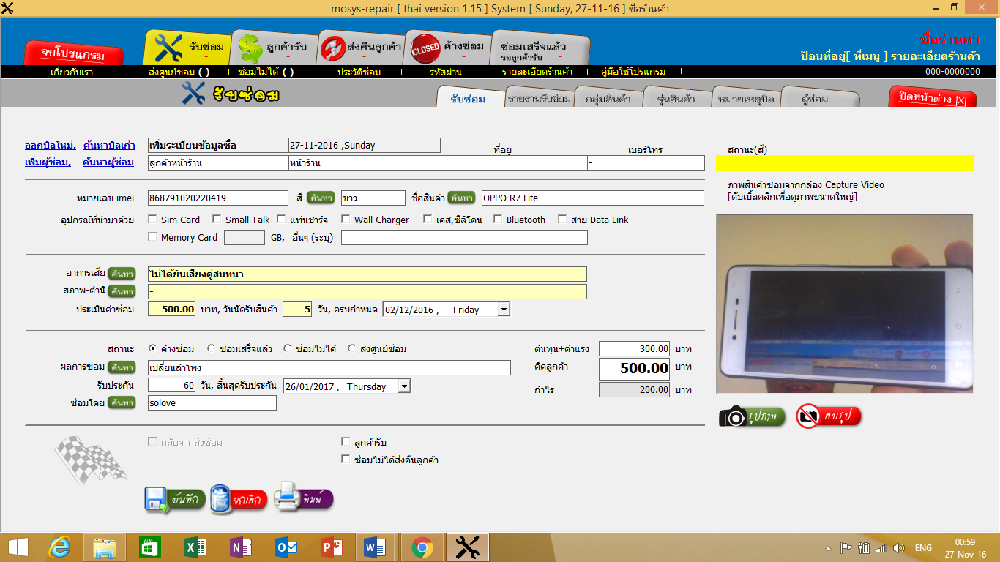 mosys-repair [ thai version 1.15 ] System [ Sunday, 27-11-16 ] ชื่อร้านค้า
จบโปรแกรม
รับซ่อม
-
ลูกค้ารับ
-
ส่งคืนลูกค้า
-
CLOSED
ค้างซ่อม
-
ซ่อมเสร็จแล้ว
รอลูกค้ารับ -
ชื่อร้านค้า
ป้อนที่อยู่[ ที่เมนู ] รายละเอียดร้านค้า
เกี่ยวกับเรา
ส่งศูนย์ซ่อม (-)
ซ่อมไม่ได้ (-)
ประวัติซ่อม
รหัสผ่าน
รายละเอียดร้านค้า
คู่มือใช้โปรแกรม
000-0000000
รับซ่อม
รับซ่อม
รายงานรับซ่อม
กลุ่มสินค้า
รุ่นสินค้า
หมายเหตุบิล
ผู้ซ่อม
ปิดหน้าต่าง |X|
ออกบิลใหม่, ค้นหาบิลเก่า
เพิ่มระเบียนข้อมูลชื่อ
27-11-2016 ,Sunday
ที่อยู่
เบอร์โทร
สถานะ(สี)
เพิ่มผู้ซ่อม, ค้นหาผู้ซ่อม
ลูกค้าหน้าร้าน
หน้าร้าน
-
ภาพสินค้าซ่อมจากกล้อง Capture Video
[ดับเบิ้ลคลิกเพื่อดูภาพขนาดใหญ่]
หมายเลข imei
868791020220419
สี ค้นหา
ขาว
ชื่อสินค้า ค้นหา
OPPO R7 Lite
อุปกรณ์ที่นำมาด้วย
Sim Card
Small Talk
แท่นชาร์จ
Wall Charger
เคส,ซิลิโคน
Bluetooth
สาย Data Link
Memory Card
GB, อื่นๆ (ระบุ)
อาการเสีย ค้นหา
ไม่ได้ยินเสียงคู่สนทนา
สภาพ-ตำนิ ค้นหา
-
ประเมินค่าซ่อม
500.00
บาท, วันนัดรับสินค้า
5
วัน, ครบกำหนด
02/12/2016 , Friday
สถานะ
ค้างซ่อม
ซ่อมเสร็จแล้ว
ซ่อมไม่ได้
ส่งศูนย์ซ่อม
ต้นทุน+ค่าแรง
300.00
บาท
ผลการซ่อม ค้นหา
เปลี่ยนลำโพง
คิดลูกค้า
500.00
บาท
รับประกัน
60
วัน, สิ้นสุดรับประกัน
26/01/2017 , Thursday
กำไร
200.00
บาท
ซ่อมโดย ค้นหา
solove
รูปภาพ
ลบรูป
กลับจากส่งซ่อม
ลูกค้ารับ
ซ่อมไม่ได้ส่งคืนลูกค้า
บันทึก
ยกเลิก
พิมพ์
ENG
00:59
27-Nov-16